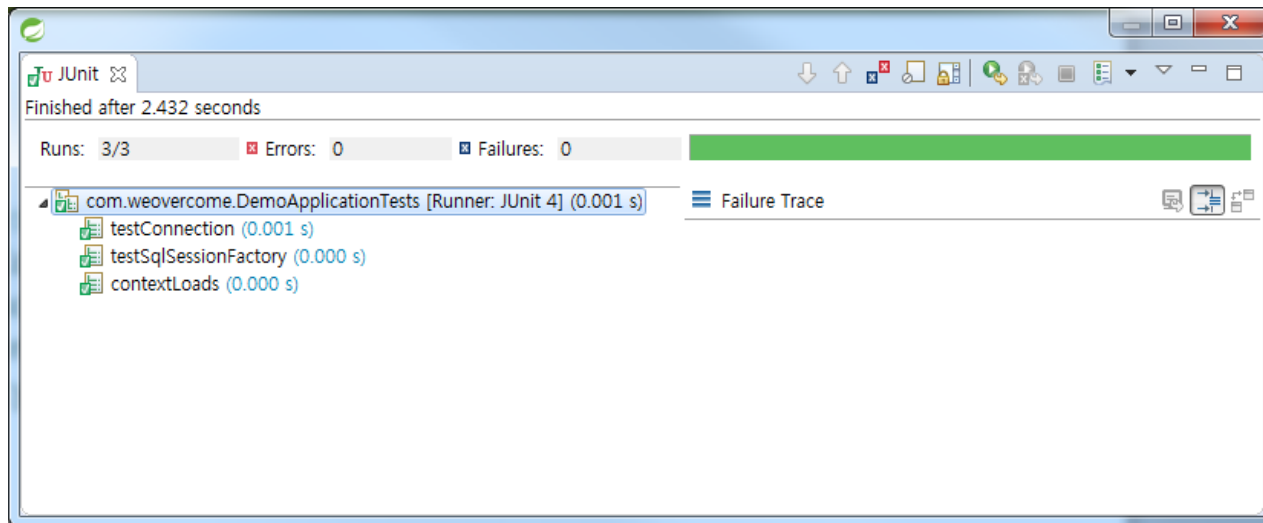 JUnit
Finished after 2.432 seconds
Runs: 3/3 Errors: 0 Failures: 0
com.weovercome.DemoApplicationTests [Runner: JUnit 4] (0.001 s)
Failure Trace
testConnection (0.001 s)
testSqlSessionFactory (0.000 s)
contextLoads (0.000 s)